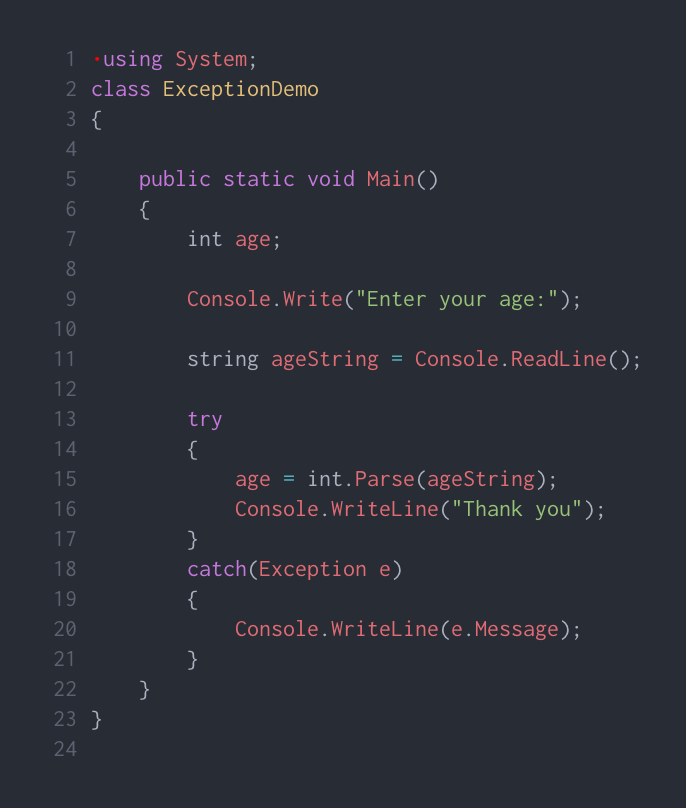 1 ·using System;
2 class ExceptionDemo
3 {
4
5     public static void Main()
6     {
7         int age;
8
9         Console.Write("Enter your age:");
10
11         string ageString = Console.ReadLine();
12
13         try
14         {
15             age = int.Parse(ageString);
16             Console.WriteLine("Thank you");
17         }
18         catch(Exception e)
19         {
20             Console.WriteLine(e.Message);
21         }
22     }
23 }
24